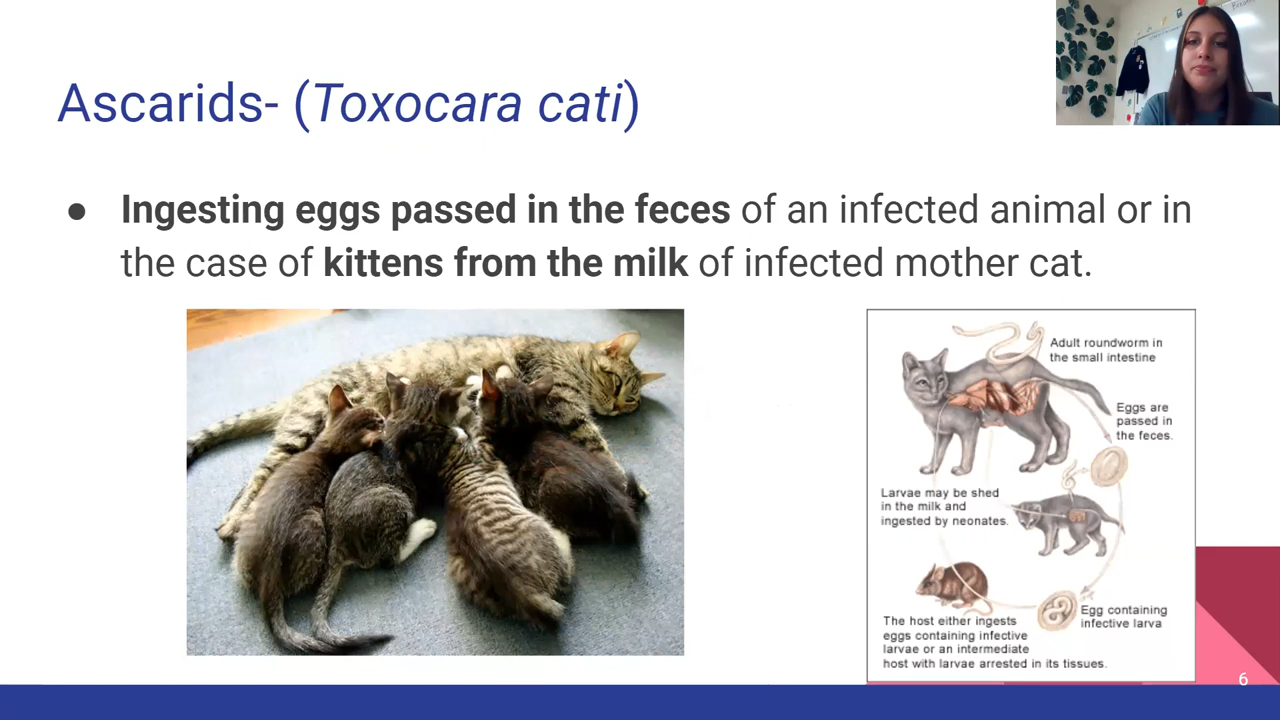 Ascarids- (Toxocara cati)
● Ingesting eggs passed in the feces of an infected animal or in
the case of kittens from the milk of infected mother cat.
Adult roundworm in
the small intestine
Eggs are
passed in
the feces.
Larvae may be shed
in the milk and
ingested by neonates.
Egg containing
infective larva
The host either ingests
eggs containing infective
larvae or an intermediate
host with larvae arrested in its tissues.
6